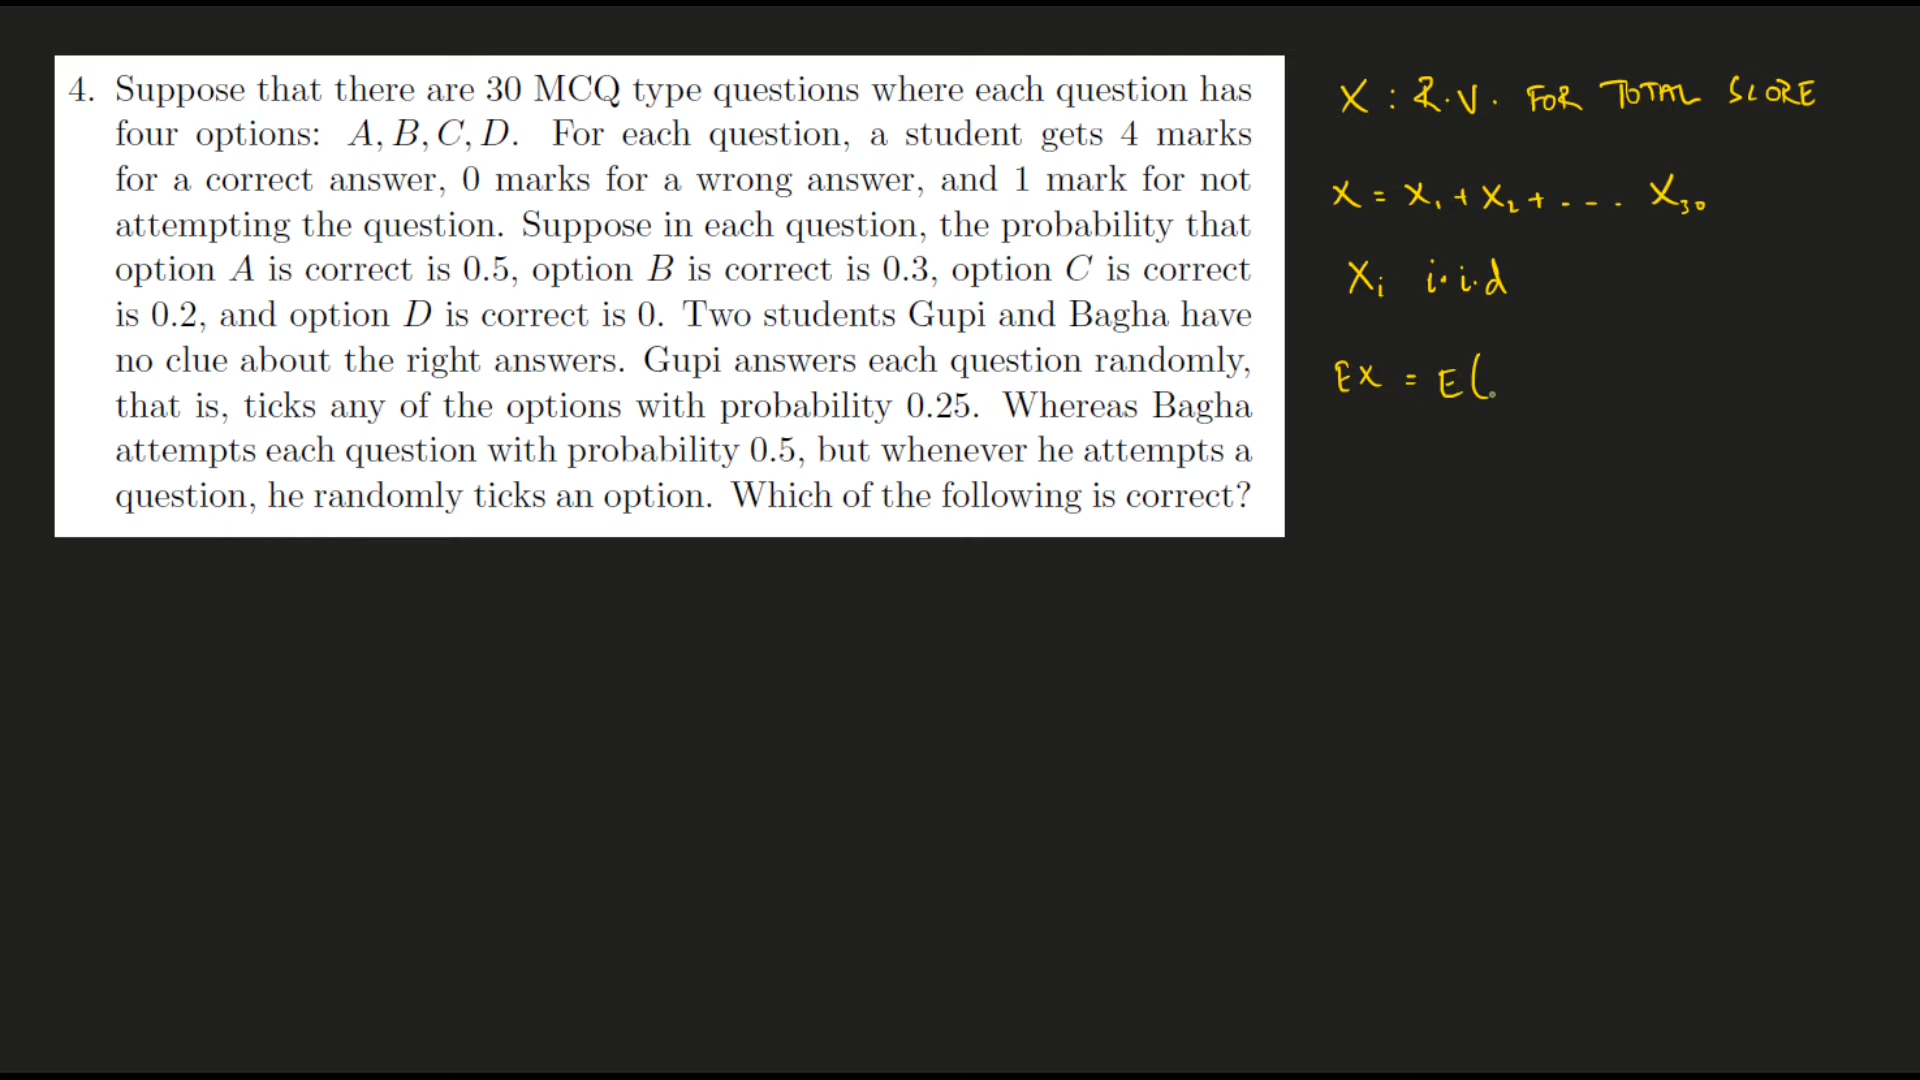 4. Suppose that there are 30 MCQ type questions where each question has
four options: A, B, C, D. For each question, a student gets 4 marks
for a correct answer, 0 marks for a wrong answer, and 1 mark for not
attempting the question. Suppose in each question, the probability that
option A is correct is 0.5, option B is correct is 0.3, option C is correct
is 0.2, and option D is correct is 0. Two students Gupi and Bagha have
no clue about the right answers. Gupi answers each question randomly,
that is, ticks any of the options with probability 0.25. Whereas Bagha
attempts each question with probability 0.5, but whenever he attempts a
question, he randomly ticks an option. Which of the following is correct?
X : R.V. FOR TOTAL SCORE
X = X₁ + X₂ + - - - . X₃₀
Xᵢ i.i.d
EX = E(